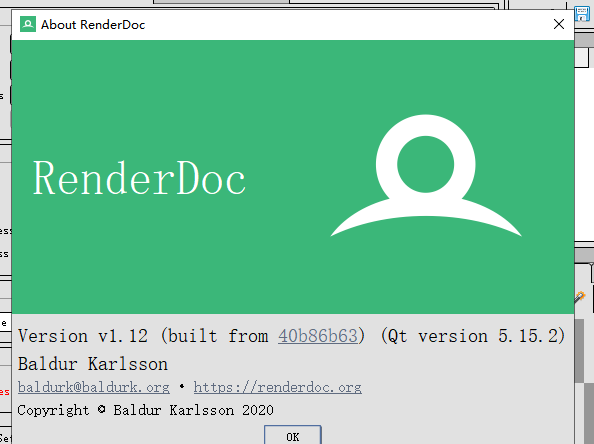 About RenderDoc
RenderDoc
Version v1.12 (built from 40b86b63) (Qt version 5.15.2)
Baldur Karlsson
baldurk@baldurk.org • https://renderdoc.org
Copyright © Baldur Karlsson 2020
OK